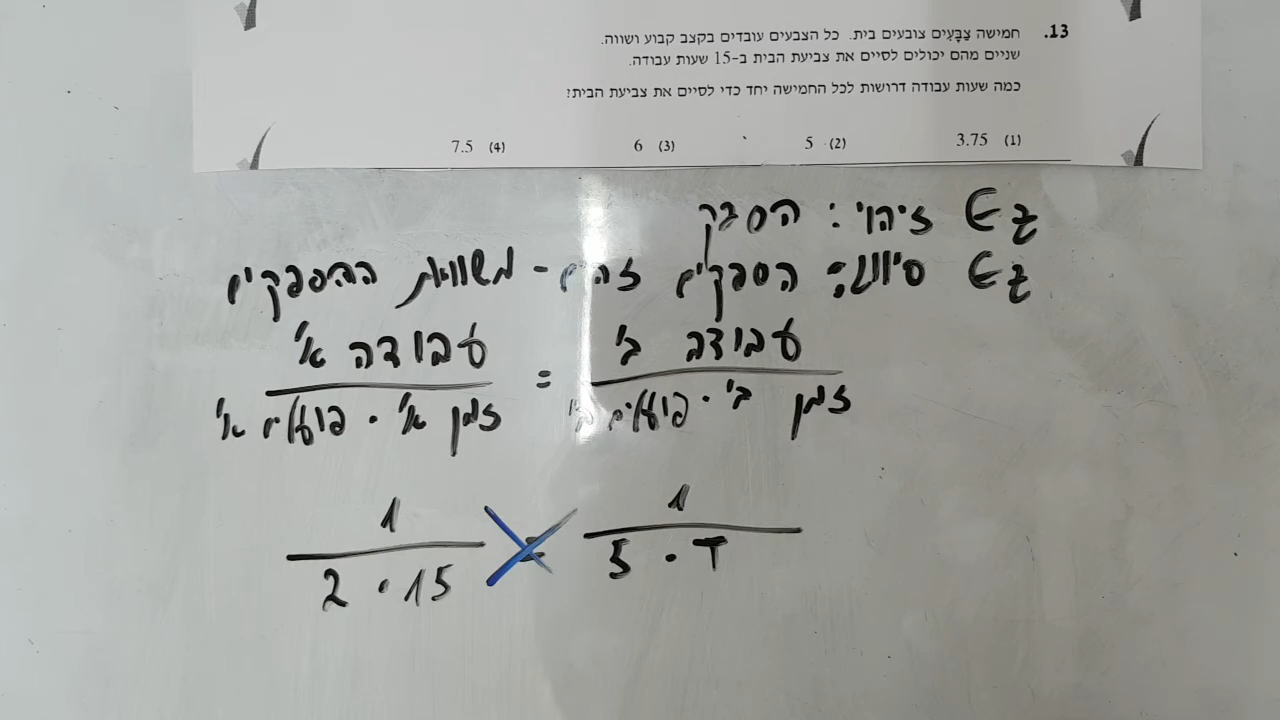 13. חמישה צַבָּעִים צובעים בית. כל הצבעים עובדים בקצב קבוע ושווה.
שניים מהם יכולים לסיים את צביעת הבית ב-15 שעות עבודה.
כמה שעות עבודה דרושות לכל החמישה יחד כדי לסיים את צביעת הבית?
(1) 3.75 (2) 5 (3) 6 (4) 7.5
זיהוי: הספק
סיווג: הספקים זהים - משוואת ההספקים
עבודה א' = עבודה ב'
זמן א' · פועלים א' זמן ב' · פועלים ב'
1 = 1
2 · 15 5 · T